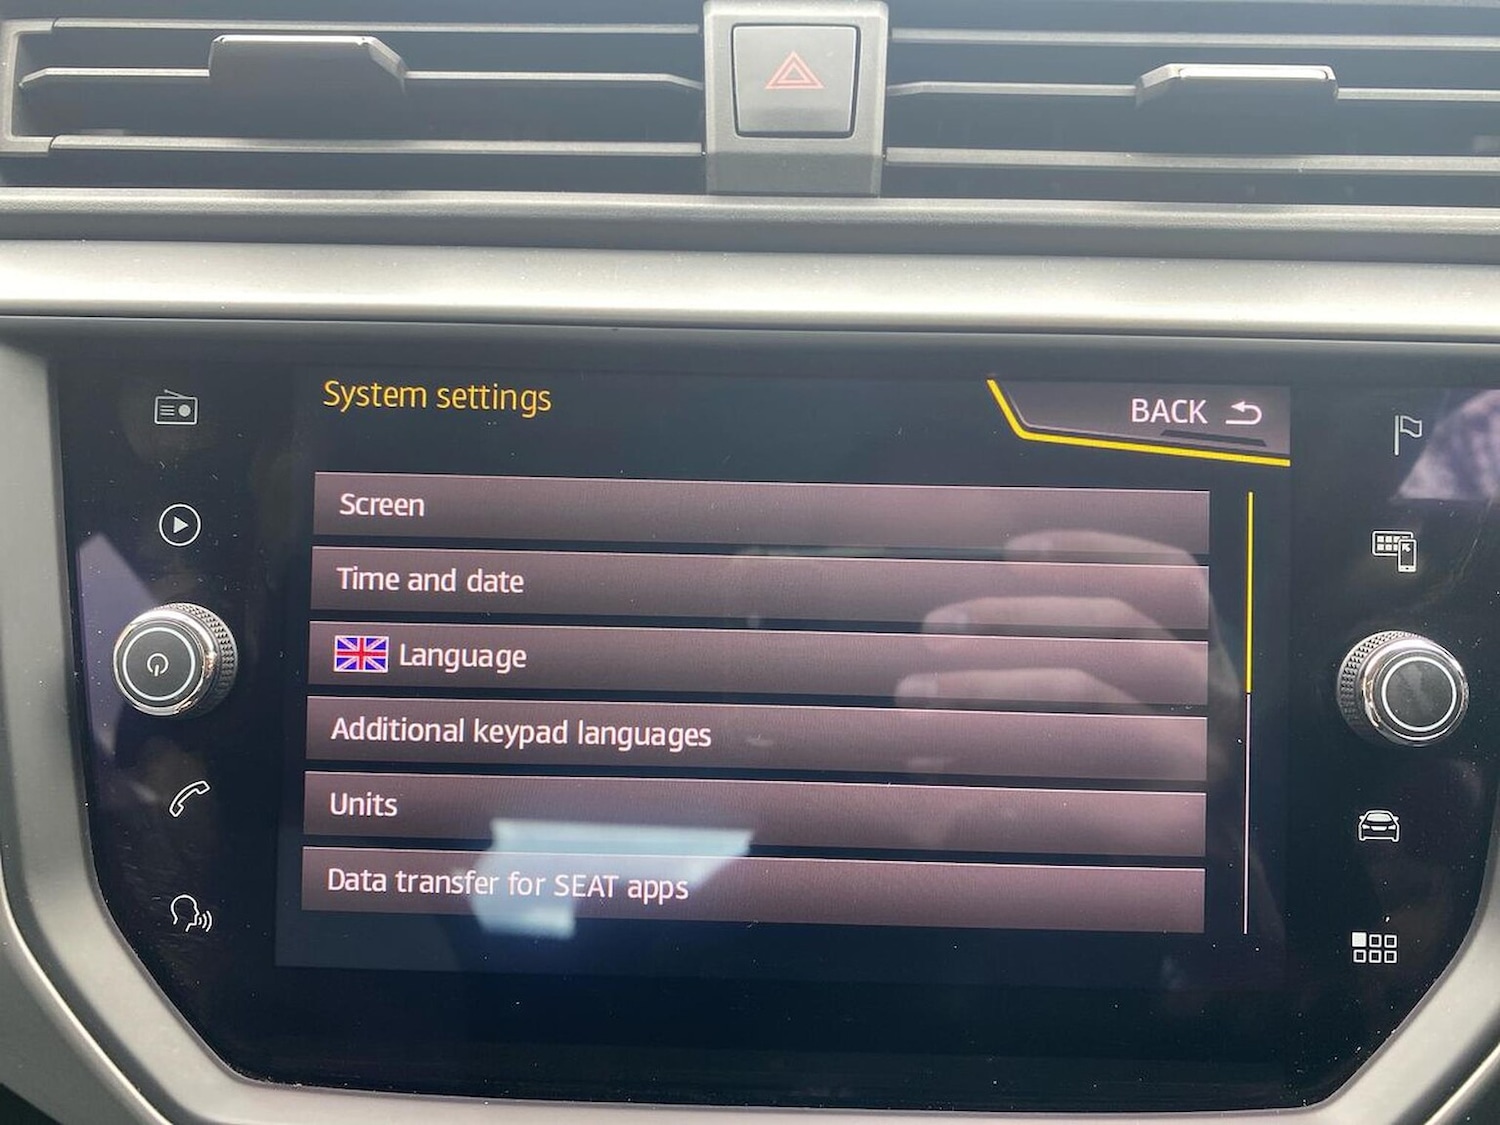 System settings
BACK
Screen
Time and date
Language
Additional keypad languages
Units
Data transfer for SEAT apps